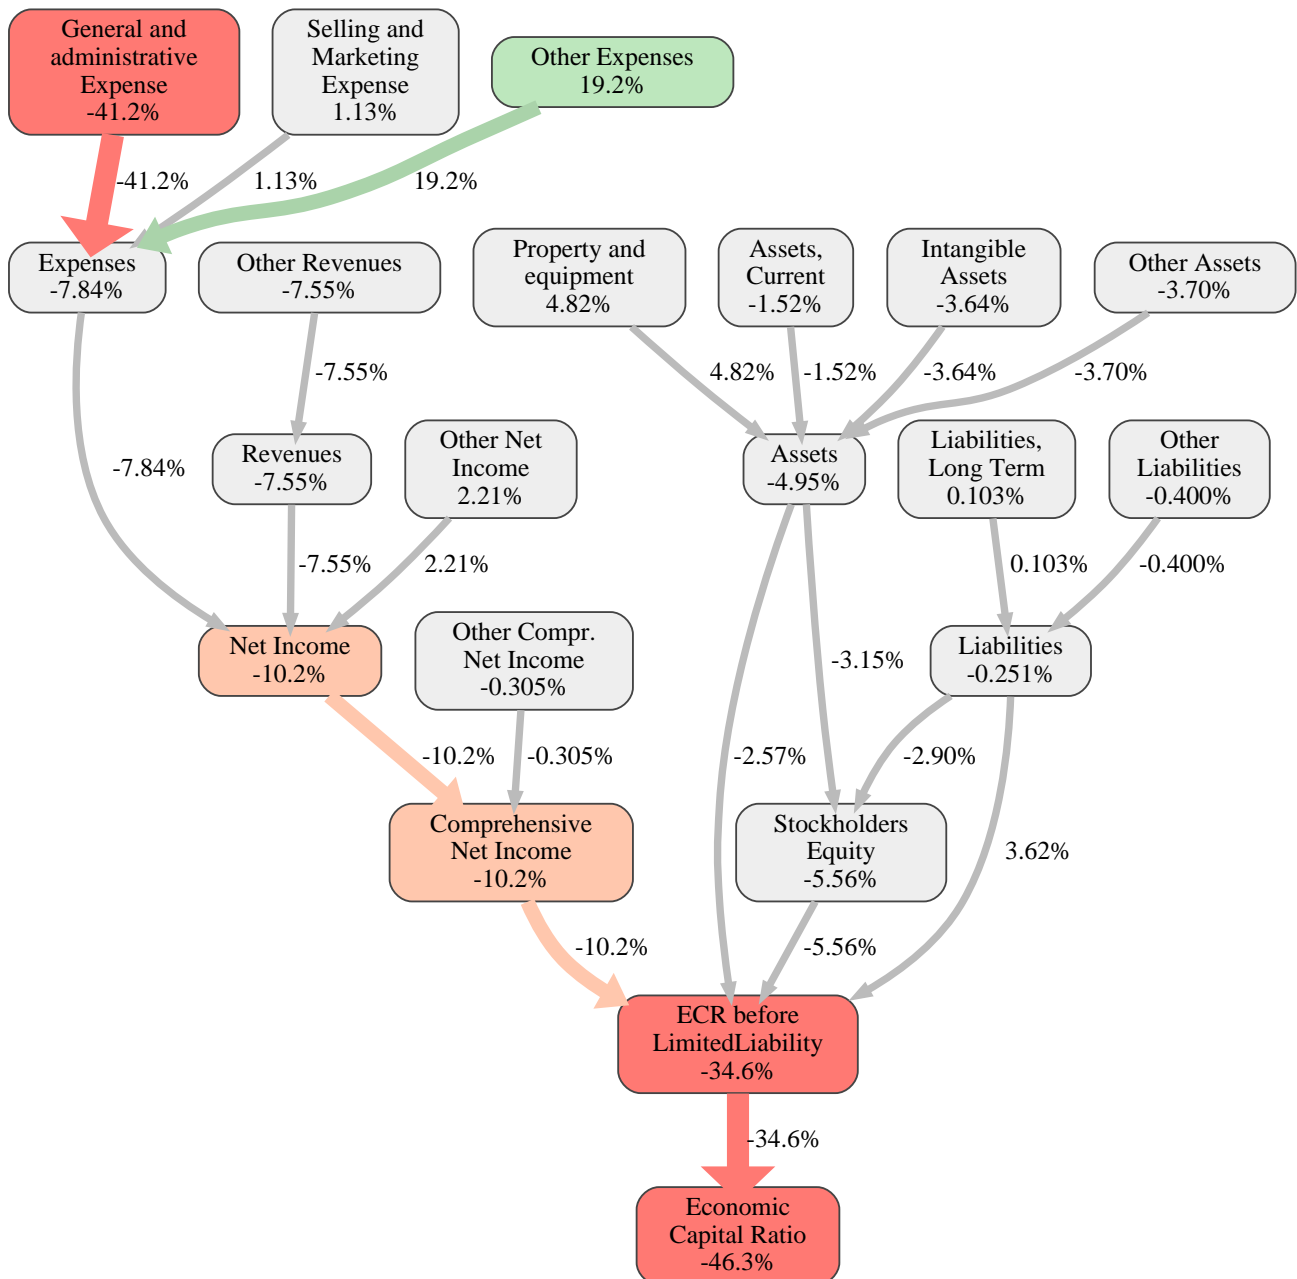 General and
administrative
Expense
-41.2%
Selling and
Marketing
Expense
1.13%
Other Expenses
19.2%
-41.2%
1.13%
19.2%
Expenses
-7.84%
Other Revenues
-7.55%
Property and
equipment
4.82%
Assets,
Current
-1.52%
Intangible
Assets
-3.64%
Other Assets
-3.70%
-7.55%
4.82%
-1.52%
-3.64%
-3.70%
-7.84%
Revenues
-7.55%
Other Net
Income
2.21%
Assets
-4.95%
Liabilities,
Long Term
0.103%
Other
Liabilities
-0.400%
-7.55%
2.21%
0.103%
-0.400%
Net Income
-10.2%
Other Compr.
Net Income
-0.305%
-3.15%
Liabilities
-0.251%
-10.2%
-0.305%
-2.57%
-2.90%
Comprehensive
Net Income
-10.2%
Stockholders
Equity
-5.56%
3.62%
-10.2%
-5.56%
ECR before
LimitedLiability
-34.6%
-34.6%
Economic
Capital Ratio
-46.3%